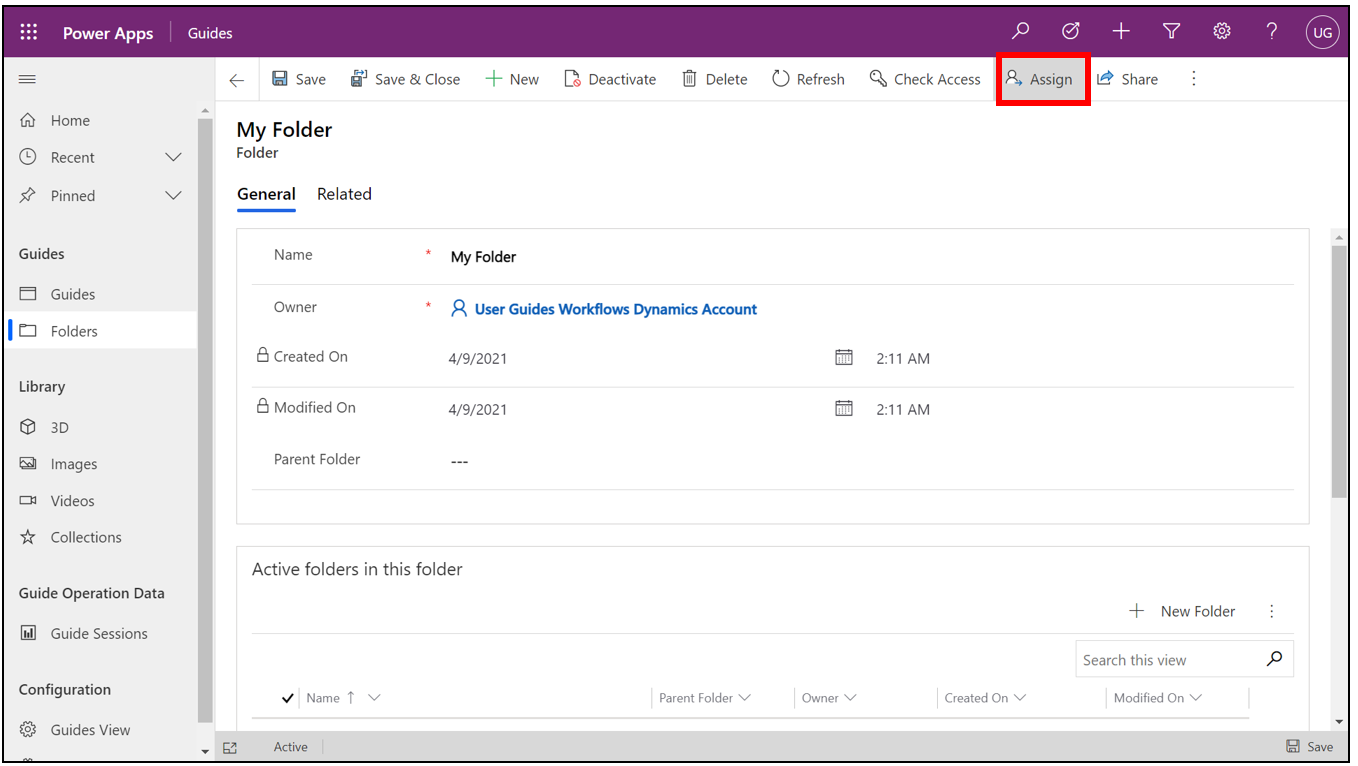 Power Apps Guides UG
Save Save & Close New Deactivate Delete Refresh Check Access Assign Share
Home
Recent
Pinned
Guides
Guides
Folders
Library
3D
Images
Videos
Collections
Guide Operation Data
Guide Sessions
Configuration
Guides View
My Folder
Folder
General Related
Name * My Folder
Owner * User Guides Workflows Dynamics Account
Created On 4/9/2021 2:11 AM
Modified On 4/9/2021 2:11 AM
Parent Folder ---
Active folders in this folder
New Folder
Search this view
Name Parent Folder Owner Created On Modified On
Active Save